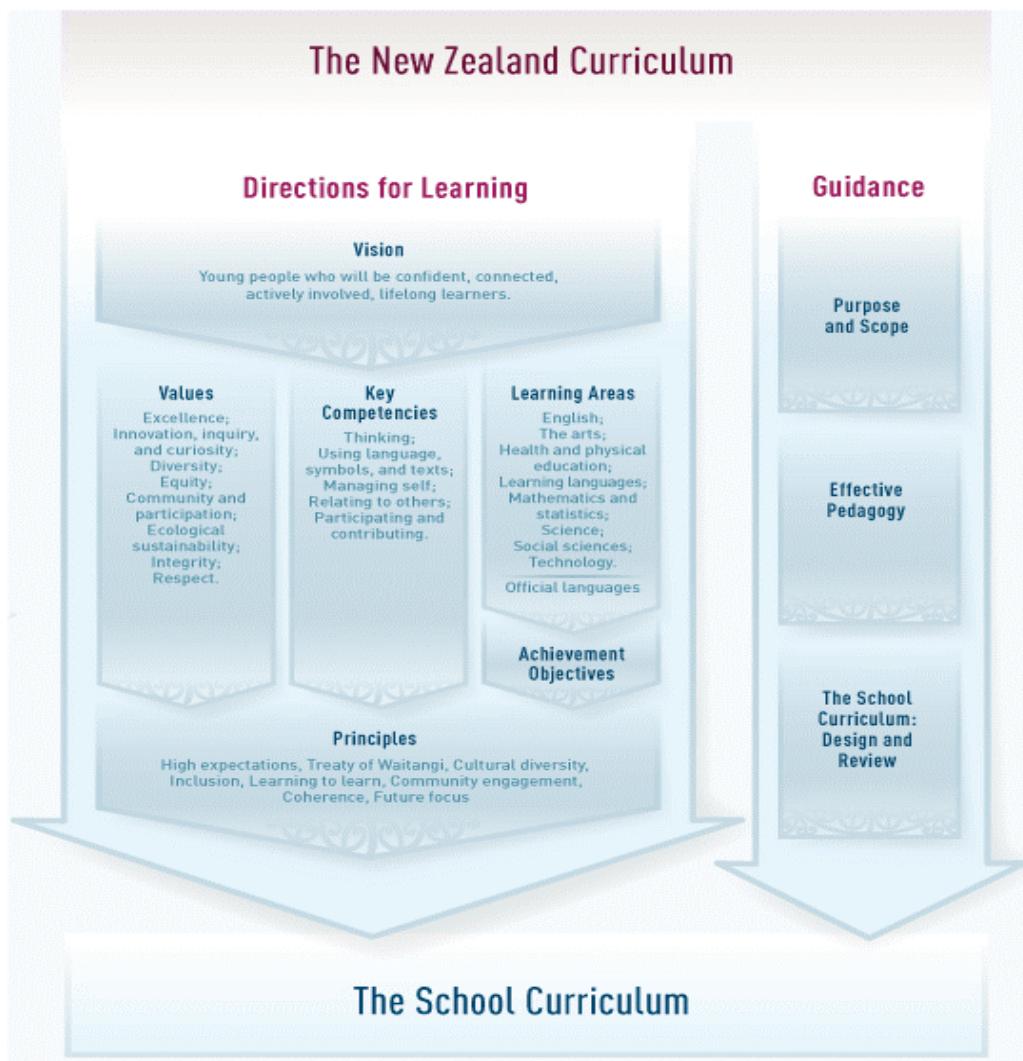 The New Zealand Curriculum
Directions for Learning
Vision
Young people who will be confident, connected,
actively involved, lifelong learners.
Values
Excellence;
Innovation, inquiry,
and curiosity;
Diversity;
Equity;
Community and
participation;
Ecological
sustainability;
Integrity;
Respect.
Key
Competencies
Thinking;
Using language,
symbols, and texts;
Managing self;
Relating to others;
Participating and
contributing.
Learning Areas
English;
The arts;
Health and physical
education;
Learning languages;
Mathematics and
statistics;
Science;
Social sciences;
Technology.
Official languages
Achievement
Objectives
Principles
High expectations, Treaty of Waitangi, Cultural diversity,
Inclusion, Learning to learn, Community engagement,
Coherence, Future focus
Guidance
Purpose
and Scope
Effective
Pedagogy
The School
Curriculum:
Design and
Review
The School Curriculum